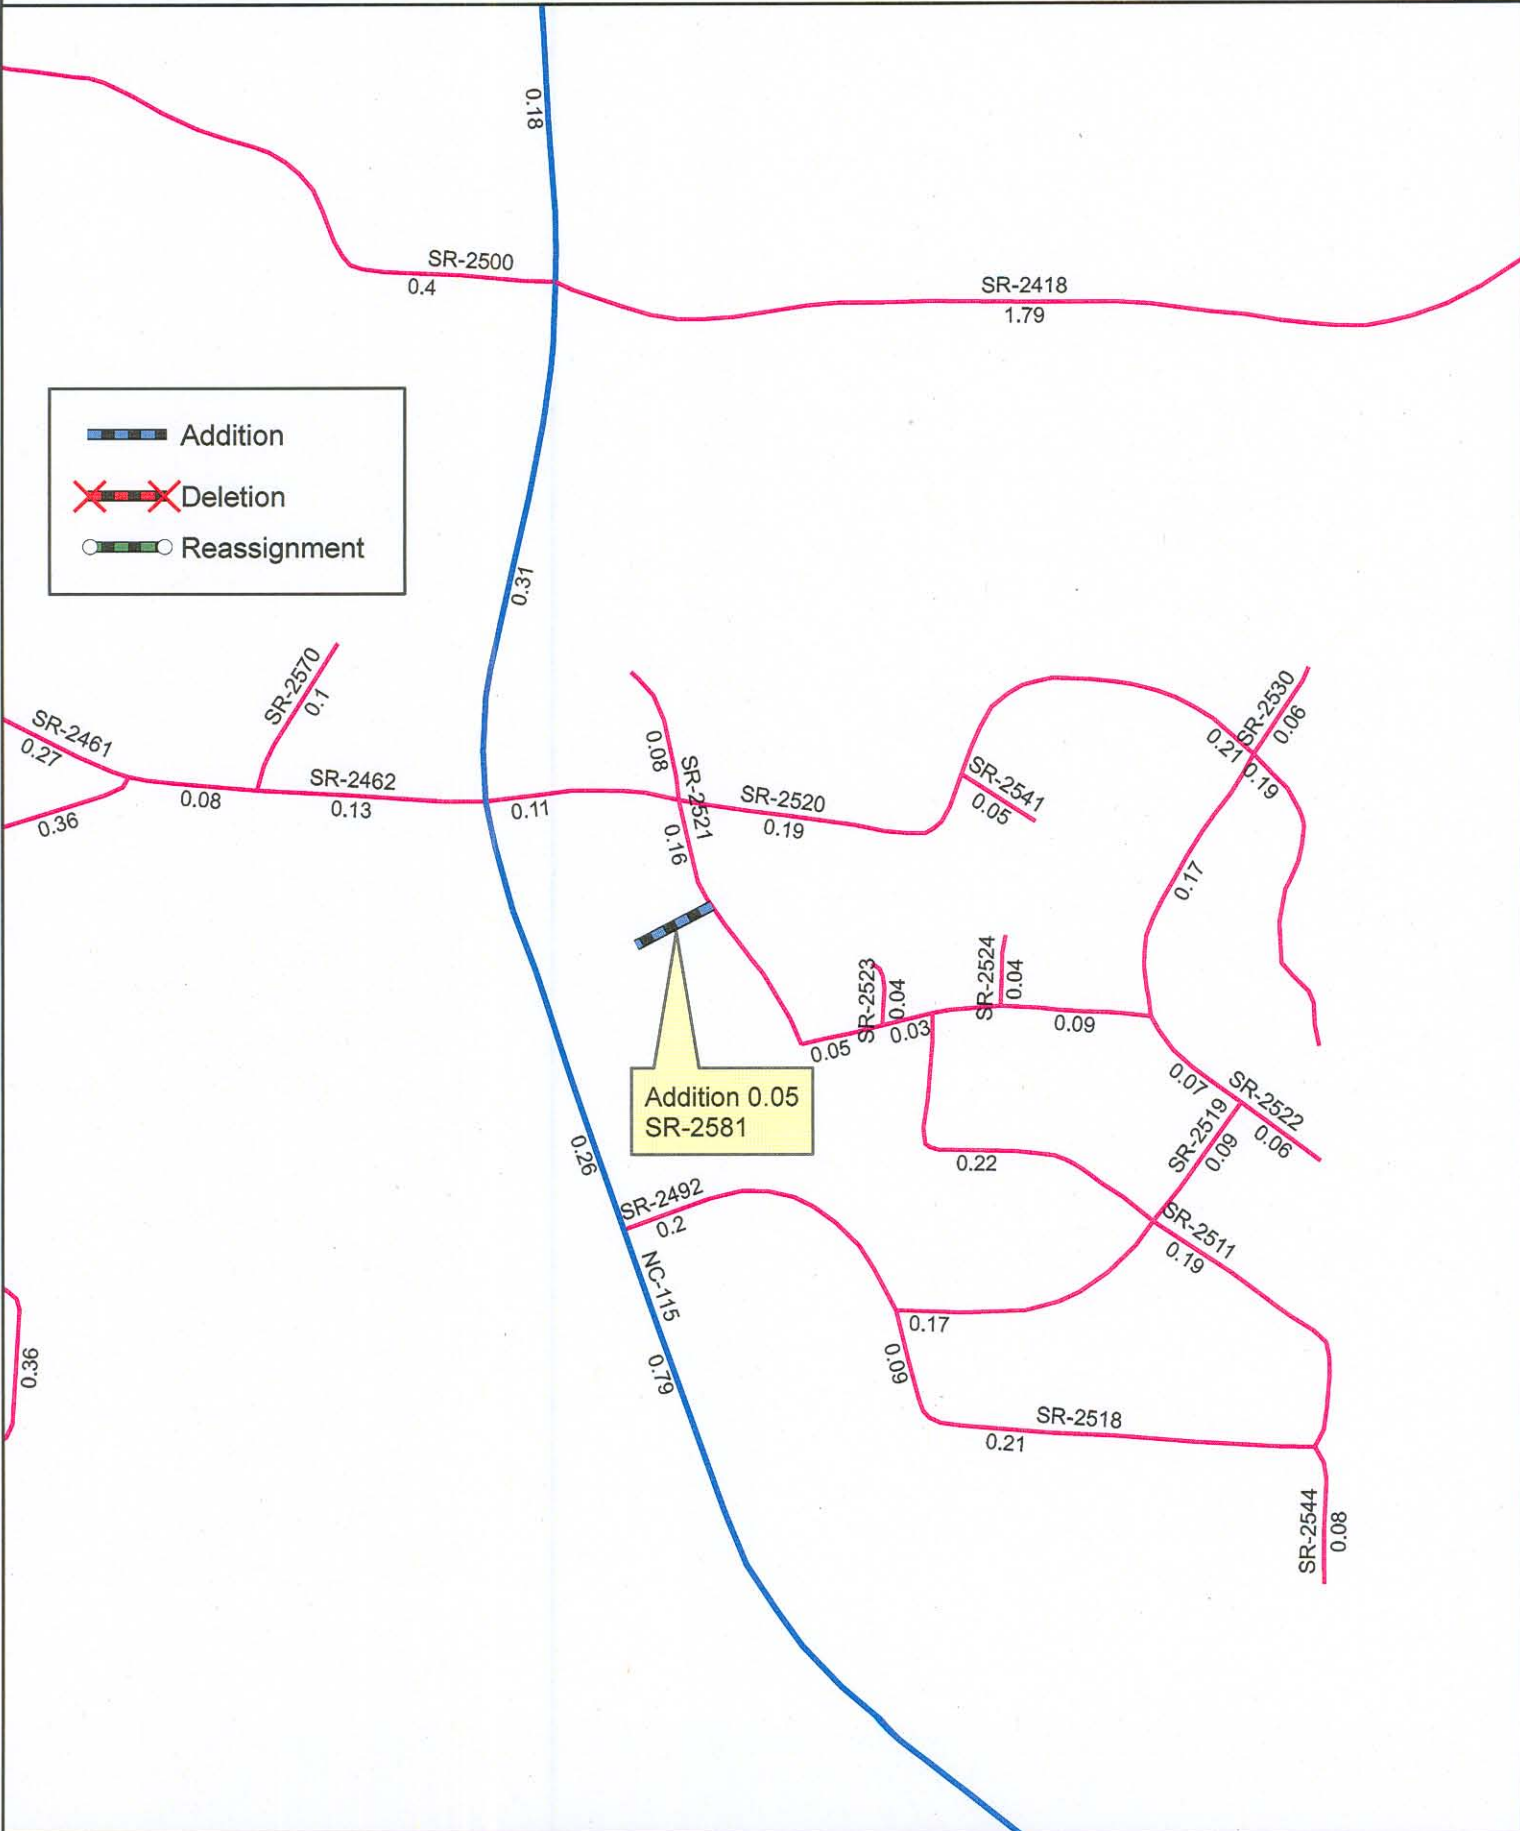 0.18
SR-2500
0.4
SR-2418
1.79
Addition
Deletion
Reassignment
0.31
SR-2570
0.1
SR-2461
0.27
SR-2462
0.08
0.13
0.36
0.11
0.08
SR-2521
0.16
SR-2520
0.19
SR-2541
0.05
SR-2530
0.06
0.21
0.19
0.17
SR-2523
0.04
SR-2524
0.04
0.05
0.03
0.09
Addition 0.05
SR-2581
0.07
SR-2522
0.06
SR-2519
0.09
0.26
0.22
SR-2492
0.2
SR-2511
0.19
NC-115
0.79
0.17
0.09
0.36
SR-2518
0.21
SR-2544
0.08